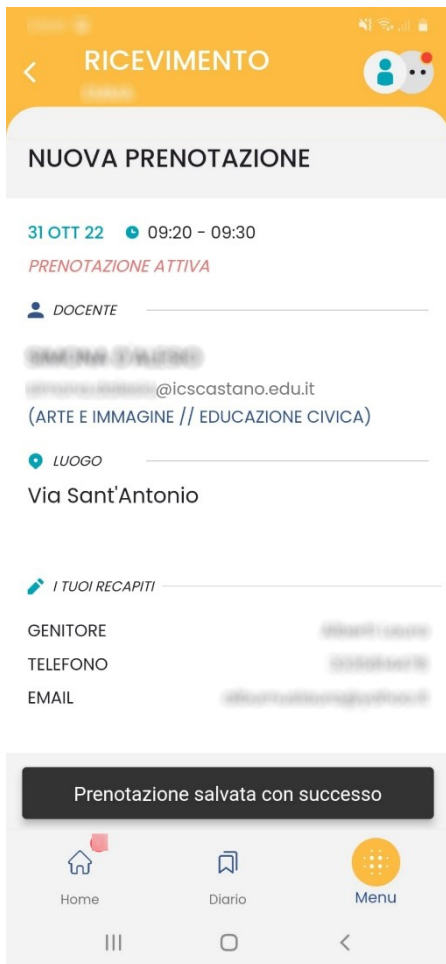 RICEVIMENTO
NUOVA PRENOTAZIONE
31 OTT 22 09:20 - 09:30
PRENOTAZIONE ATTIVA
DOCENTE
@icscastano.edu.it
(ARTE E IMMAGINE // EDUCAZIONE CIVICA)
LUOGO
Via Sant'Antonio
I TUOI RECAPITI
GENITORE
TELEFONO
EMAIL
Prenotazione salvata con successo
Home Diario Menu